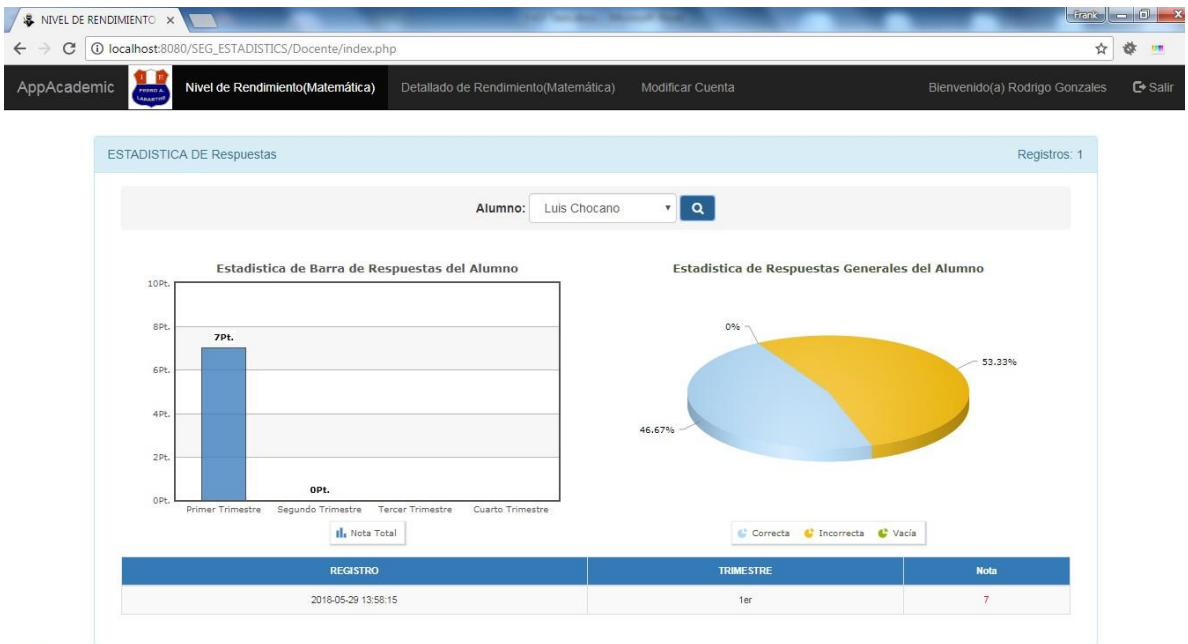 NIVEL DE RENDIMIENTO
Frank
localhost:8080/SEG_ESTADISTICS/Docente/index.php
AppAcademic Nivel de Rendimiento(Matemática) Detallado de Rendimiento(Matemática) Modificar Cuenta Bienvenido(a) Rodrigo Gonzales Salir
I E
PEDRO A.
LABARTHE
ESTADISTICA DE Respuestas Registros: 1
Alumno: Luis Chocano
Estadistica de Barra de Respuestas del Alumno
10Pt.
8Pt.
7Pt.
6Pt.
4Pt.
2Pt.
0Pt.
0Pt.
Primer Trimestre Segundo Trimestre Tercer Trimestre Cuarto Trimestre
Nota Total
Estadistica de Respuestas Generales del Alumno
0%
53.33%
46.67%
Correcta Incorrecta Vacía
REGISTRO TRIMESTRE Nota
2018-05-29 13:58:15 1er 7